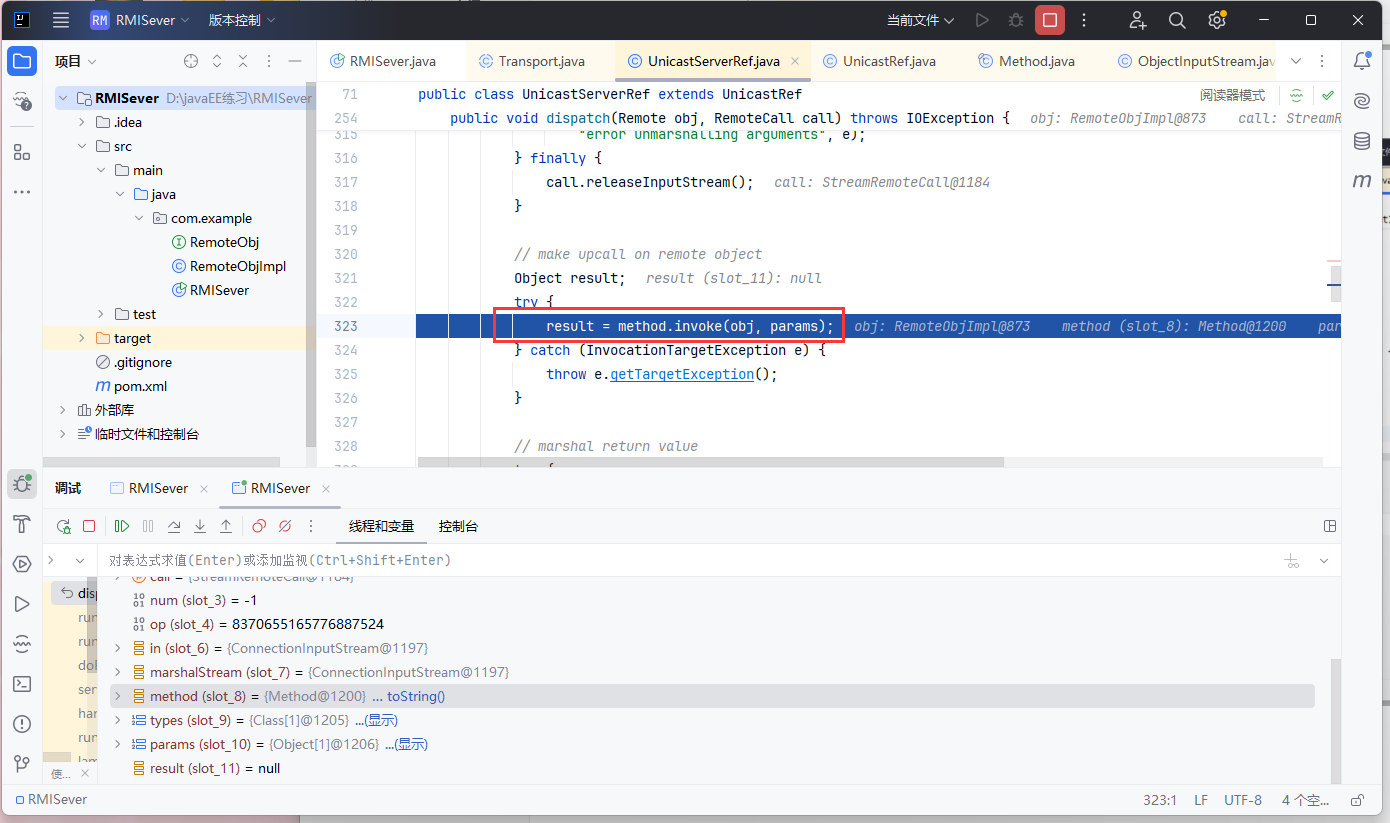 RM RMISever 版本控制 当前文件
项目
RMISever.java Transport.java UnicastServerRef.java UnicastRef.java Method.java ObjectInputStream.jav
RMISever D:\javaEE练习\RMISever
.idea
src
main
java
com.example
RemoteObj
RemoteObjImpl
RMISever
test
target
.gitignore
pom.xml
外部库
临时文件和控制台
71 public class UnicastServerRef extends UnicastRef 阅读器模式
254 public void dispatch(Remote obj, RemoteCall call) throws IOException { obj: RemoteObjImpl@873 call: StreamR
315 "error unmarshalling arguments", e);
316 } finally {
317 call.releaseInputStream(); call: StreamRemoteCall@1184
318 }
319
320 // make upcall on remote object
321 Object result; result (slot_11): null
322 try {
323 result = method.invoke(obj, params); obj: RemoteObjImpl@873 method (slot_8): Method@1200 par
324 } catch (InvocationTargetException e) {
325 throw e.getTargetException();
326 }
327
328 // marshal return value
调试 RMISever RMISever
线程和变量 控制台
对表达式求值(Enter)或添加监视(Ctrl+Shift+Enter)
disp
run
run
dol
ser
han
run
lam
使...
call = {StreamRemoteCall@1184}
num (slot_3) = -1
op (slot_4) = 8370655165776887524
in (slot_6) = {ConnectionInputStream@1197}
marshalStream (slot_7) = {ConnectionInputStream@1197}
method (slot_8) = {Method@1200} ... toString()
types (slot_9) = {Class[1]@1205} ...(显示)
params (slot_10) = {Object[1]@1206} ...(显示)
result (slot_11) = null
RMISever 323:1 LF UTF-8 4 个空...